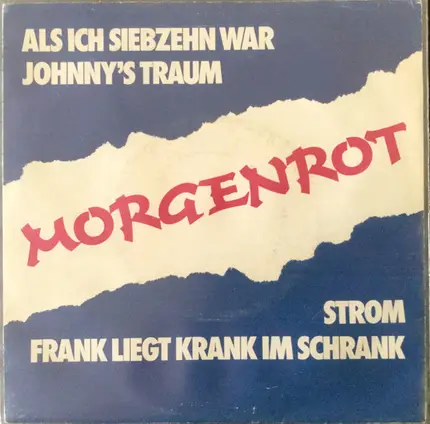 ALS ICH SIEBZEHN WAR
JOHNNY'S TRAUM
MORGENROT
STROM
FRANK LIEGT KRANK IM SCHRANK